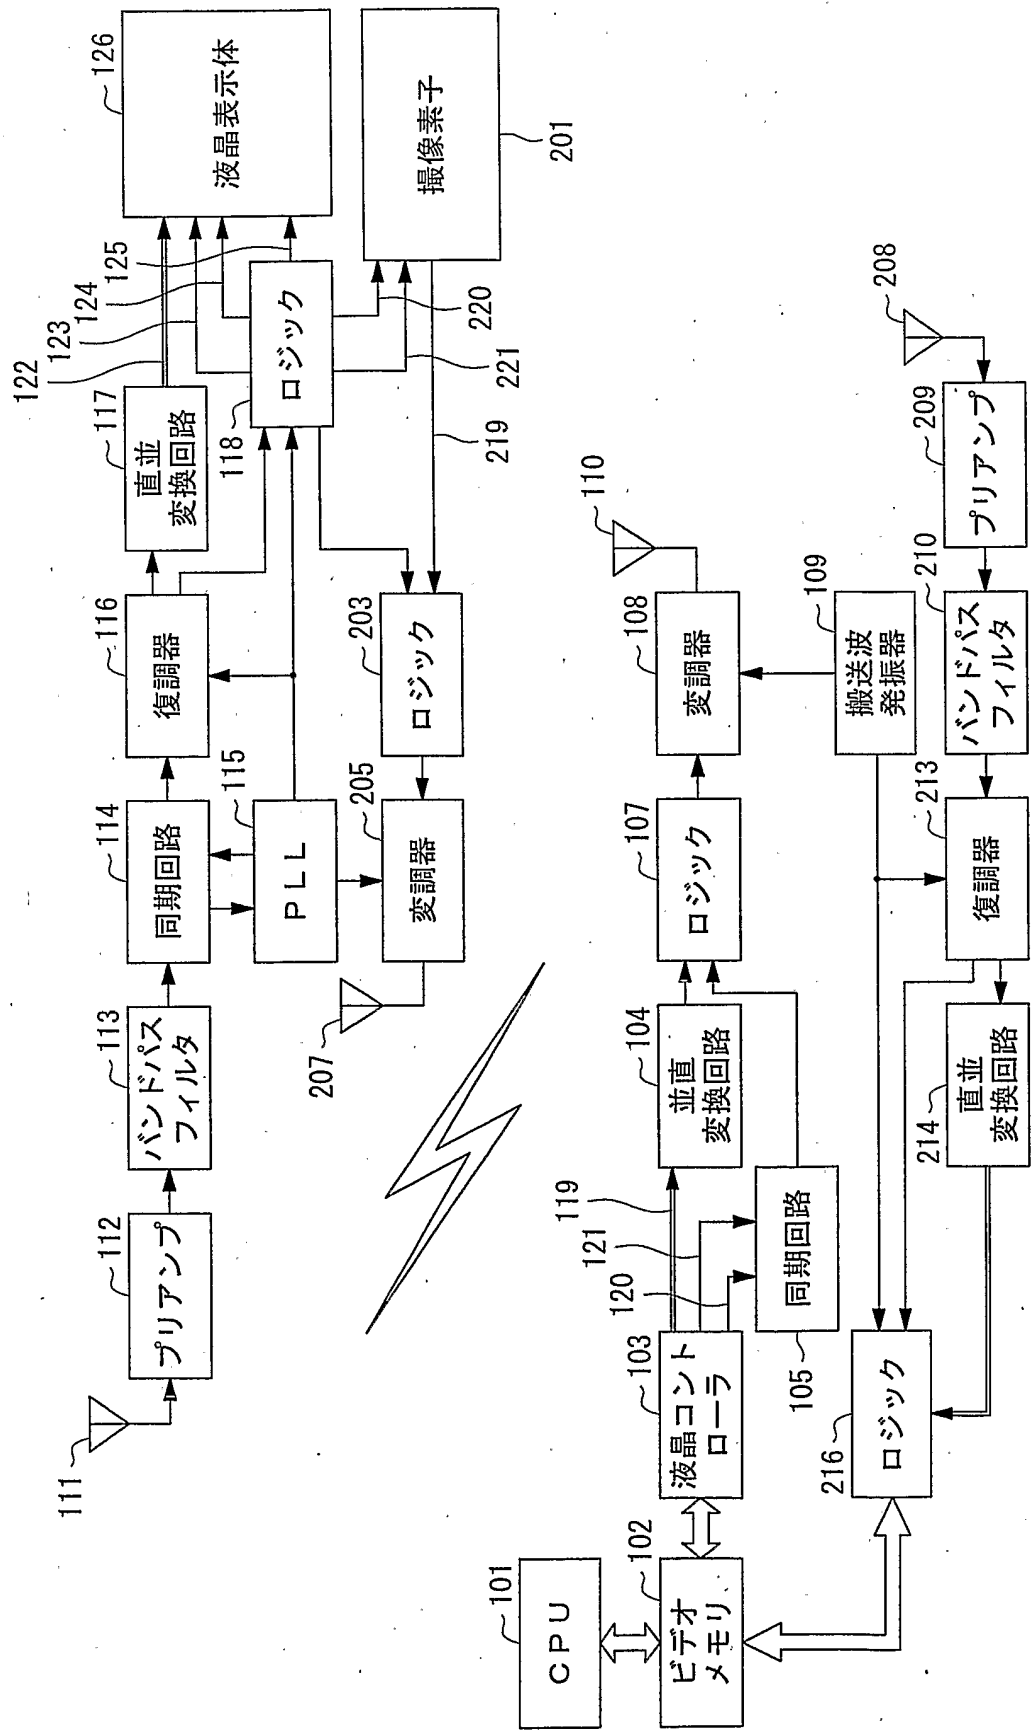 111
112
プリアンプ
113
バンドパス
フィルタ
114
同期回路
116
復調器
117
直並
変換回路
122
123
124
125
126
液晶表示体
115
PLL
118
ロジック
207
205
変調器
203
ロジック
219
221
220
撮像素子
201
101
CPU
102
ビデオ
メモリ
103
液晶コント
ローラ
119
121
120
104
並直
変換回路
105
同期回路
107
ロジック
108
変調器
110
109
搬送波
発振器
216
ロジック
214
直並
変換回路
213
復調器
210
バンドパス
フィルタ
209
プリアンプ
208